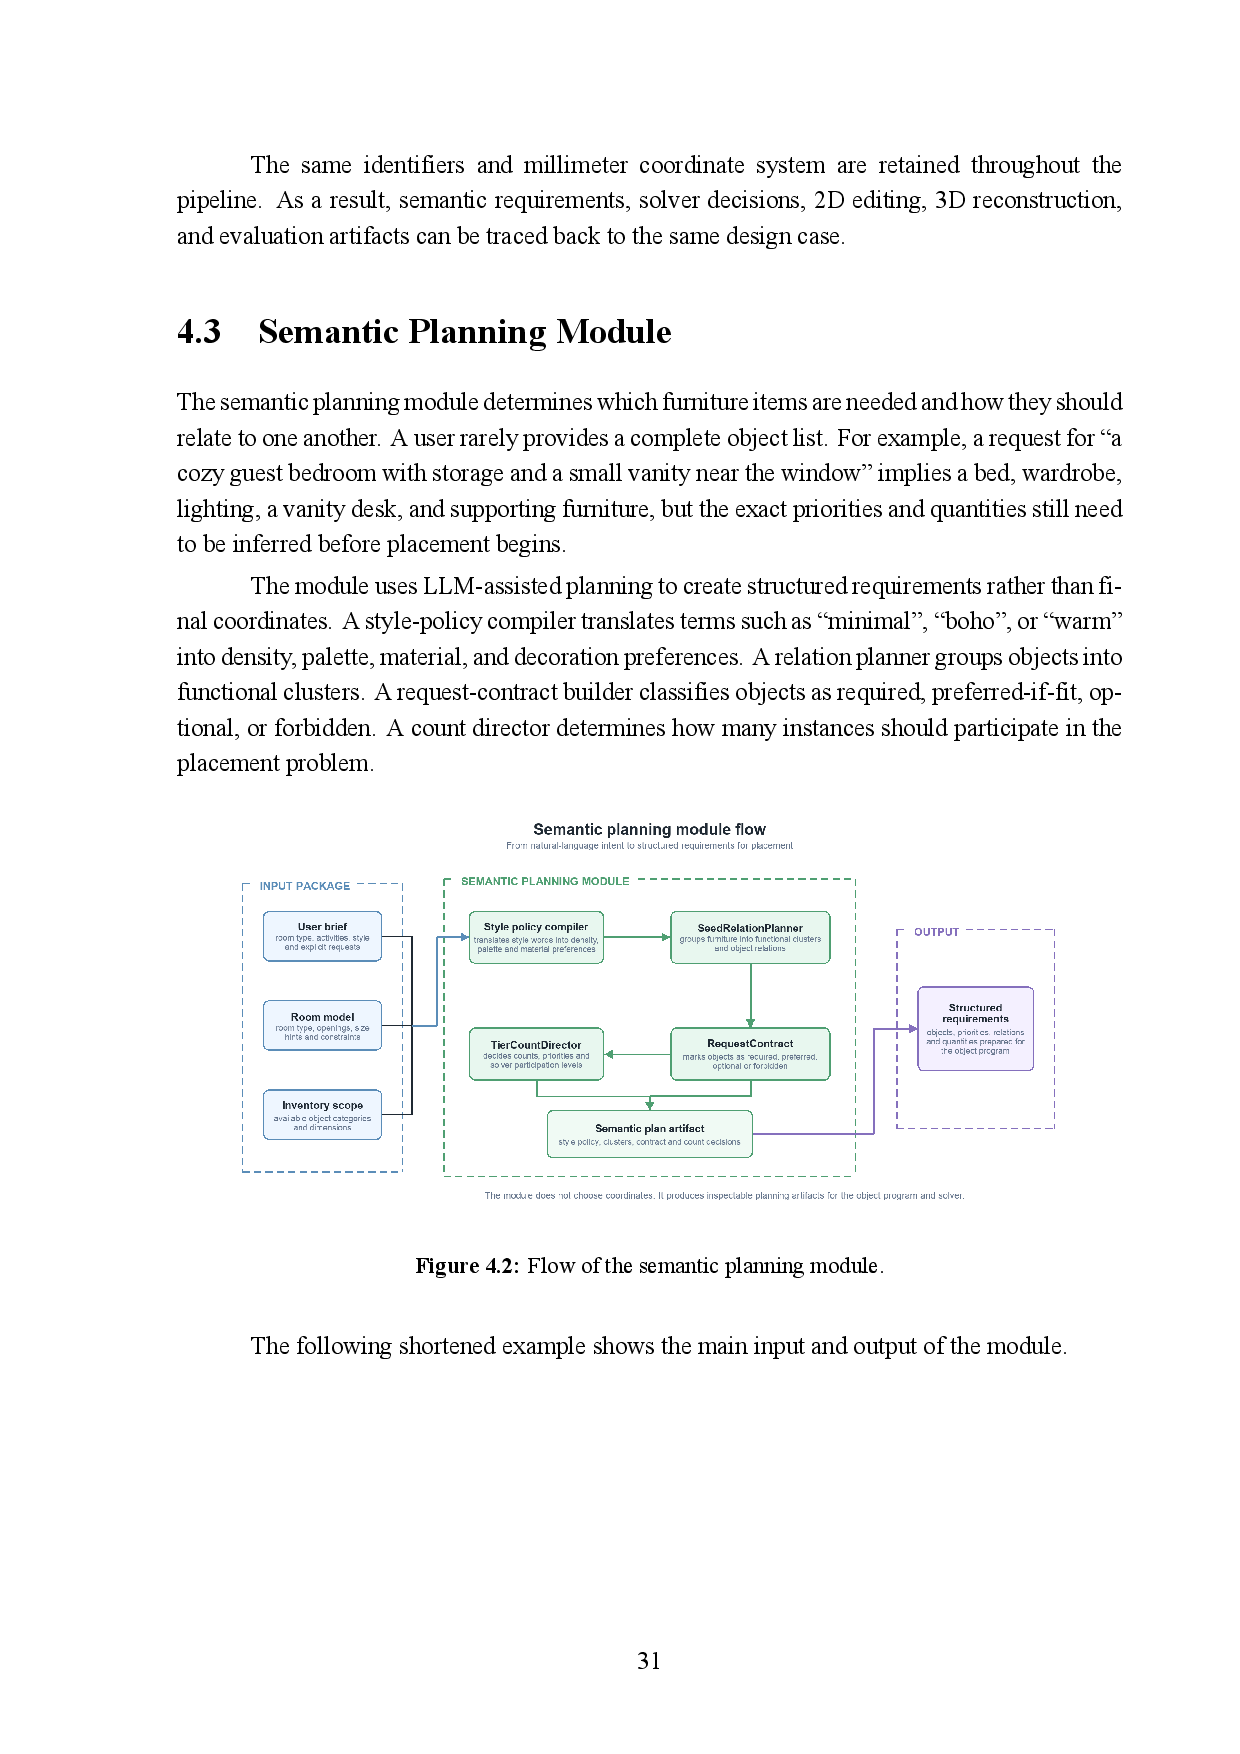 The same identifiers and millimeter coordinate system are retained throughout the
pipeline. As a result, semantic requirements, solver decisions, 2D editing, 3D reconstruction,
and evaluation artifacts can be traced back to the same design case.
4.3 Semantic Planning Module
The semantic planning module determines which furniture items are needed and how they should
relate to one another. A user rarely provides a complete object list. For example, a request for “a
cozy guest bedroom with storage and a small vanity near the window” implies a bed, wardrobe,
lighting, a vanity desk, and supporting furniture, but the exact priorities and quantities still need
to be inferred before placement begins.
The module uses LLM-assisted planning to create structured requirements rather than fi-
nal coordinates. A style-policy compiler translates terms such as “minimal”, “boho”, or “warm”
into density, palette, material, and decoration preferences. A relation planner groups objects into
functional clusters. A request-contract builder classifies objects as required, preferred-if-fit, op-
tional, or forbidden. A count director determines how many instances should participate in the
placement problem.
Semantic planning module flow
From natural-language intent to structured requirements for placement
INPUT PACKAGE
User brief
room type, activities, style
and explicit requests
Room model
room type, openings, size
hints and constraints
Inventory scope
available object categories
and dimensions
SEMANTIC PLANNING MODULE
Style policy compiler
translates style words into density,
palette and material preferences
SeedRelationPlanner
groups furniture into functional clusters
and object relations
TierCountDirector
decides counts, priorities and
solver participation levels
RequestContract
marks objects as required, preferred,
optional or forbidden
Semantic plan artifact
style policy, clusters, contract and count decisions
OUTPUT
Structured
requirements
objects, priorities, relations
and quantities prepared for
the object program
The module does not choose coordinates. It produces inspectable planning artifacts for the object program and solver.
Figure 4.2: Flow of the semantic planning module.
The following shortened example shows the main input and output of the module.
31